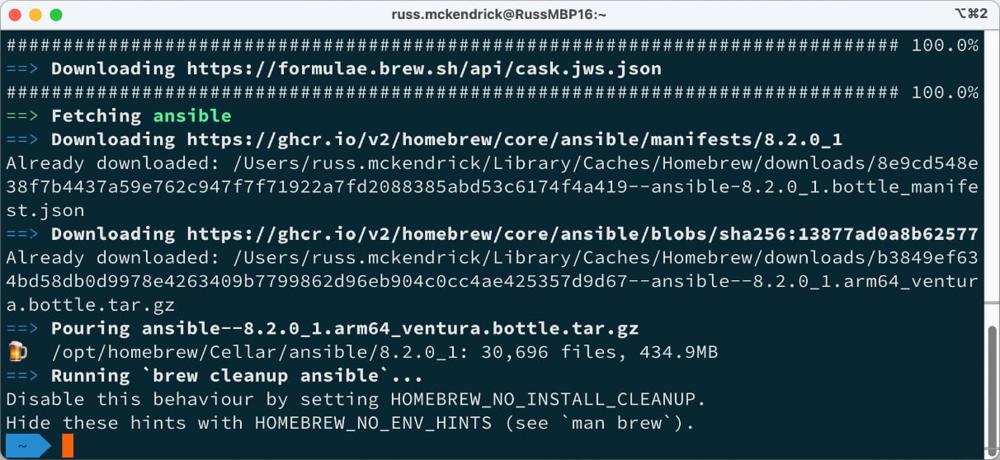 russ.mckendrick@RussMBP16:~
⌥⌘2
############################################################################### 100.0%
==> Downloading https://formulae.brew.sh/api/cask.jws.json
############################################################################### 100.0%
==> Fetching ansible
==> Downloading https://ghcr.io/v2/homebrew/core/ansible/manifests/8.2.0_1
Already downloaded: /Users/russ.mckendrick/Library/Caches/Homebrew/downloads/8e9cd548e
38f7b4437a59e762c947f7f71922a7fd2088385abd53c6174f4a419--ansible-8.2.0_1.bottle_manife
st.json
==> Downloading https://ghcr.io/v2/homebrew/core/ansible/blobs/sha256:13877ad0a8b62577
Already downloaded: /Users/russ.mckendrick/Library/Caches/Homebrew/downloads/b3849ef63
4bd58db0d9978e4263409b7799862d96eb904c0cc4ae425357d9d67--ansible--8.2.0_1.arm64_ventur
a.bottle.tar.gz
==> Pouring ansible--8.2.0_1.arm64_ventura.bottle.tar.gz
🍺 /opt/homebrew/Cellar/ansible/8.2.0_1: 30,696 files, 434.9MB
==> Running `brew cleanup ansible`...
Disable this behaviour by setting HOMEBREW_NO_INSTALL_CLEANUP.
Hide these hints with HOMEBREW_NO_ENV_HINTS (see `man brew`).
~